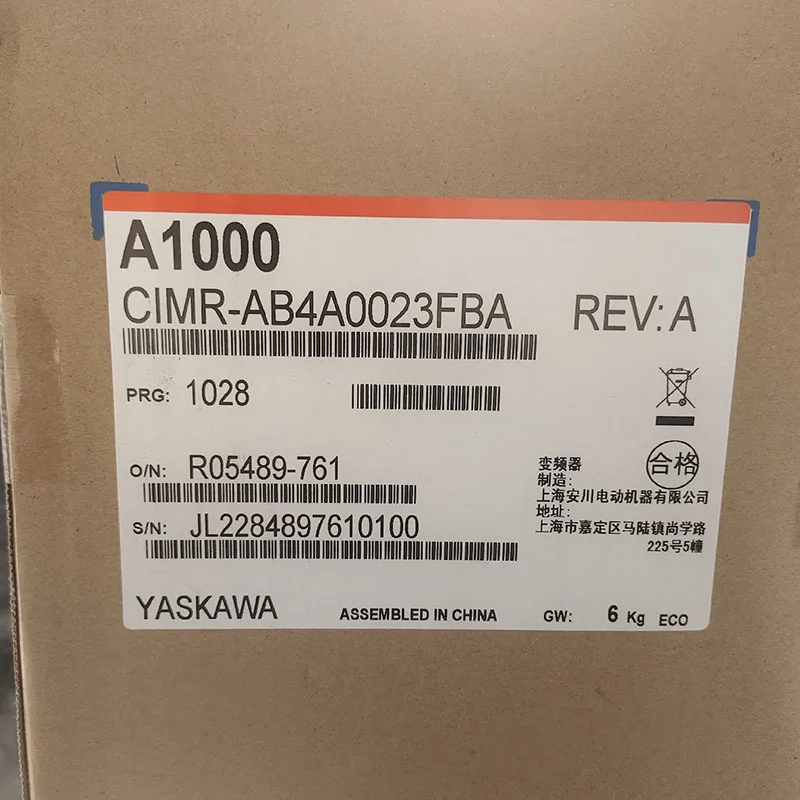 A1000
CIMR-AB4A0023FBA REV: A
PRG: 1028
O/N: R05489-761
S/N: JL2284897610100
合格
变频器
制造:
上海安川电动机器有限公司
地址:
上海市嘉定区马陆镇尚学路
225号5幢
YASKAWA ASSEMBLED IN CHINA GW: 6 Kg ECO